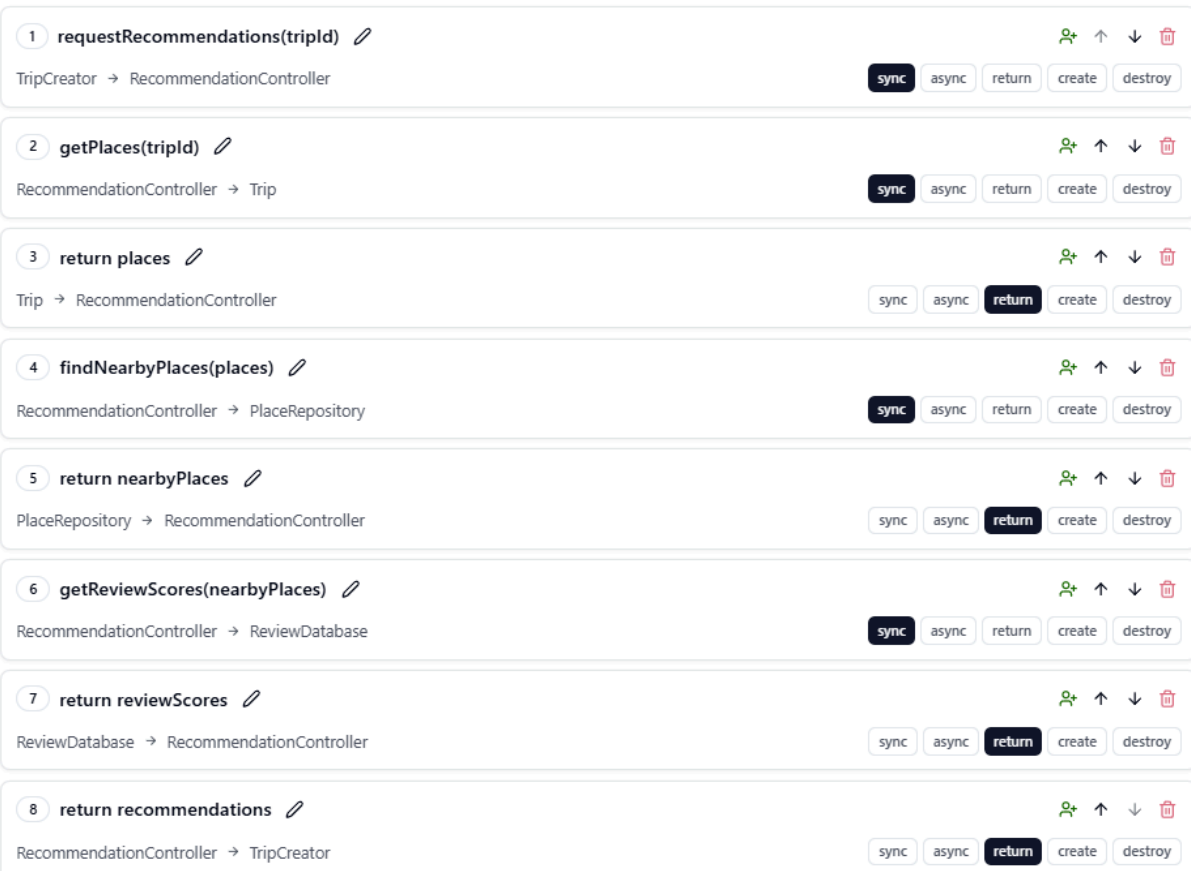 1 requestRecommendations(tripId)
TripCreator → RecommendationController sync async return create destroy
2 getPlaces(tripId)
RecommendationController → Trip sync async return create destroy
3 return places
Trip → RecommendationController sync async return create destroy
4 findNearbyPlaces(places)
RecommendationController → PlaceRepository sync async return create destroy
5 return nearbyPlaces
PlaceRepository → RecommendationController sync async return create destroy
6 getReviewScores(nearbyPlaces)
RecommendationController → ReviewDatabase sync async return create destroy
7 return reviewScores
ReviewDatabase → RecommendationController sync async return create destroy
8 return recommendations
RecommendationController → TripCreator sync async return create destroy